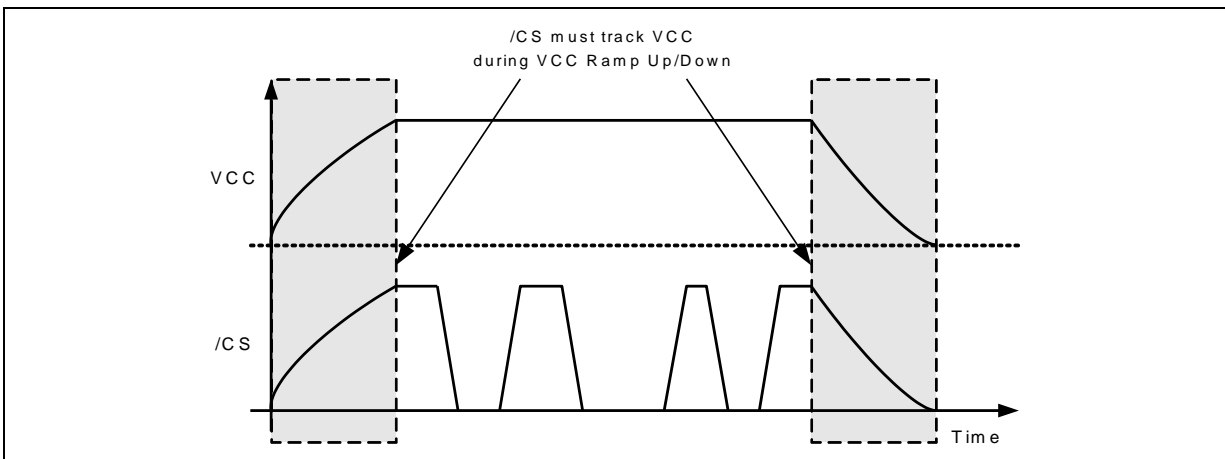 /CS must track VCC
during VCC Ramp Up/Down
VCC
/CS
Time